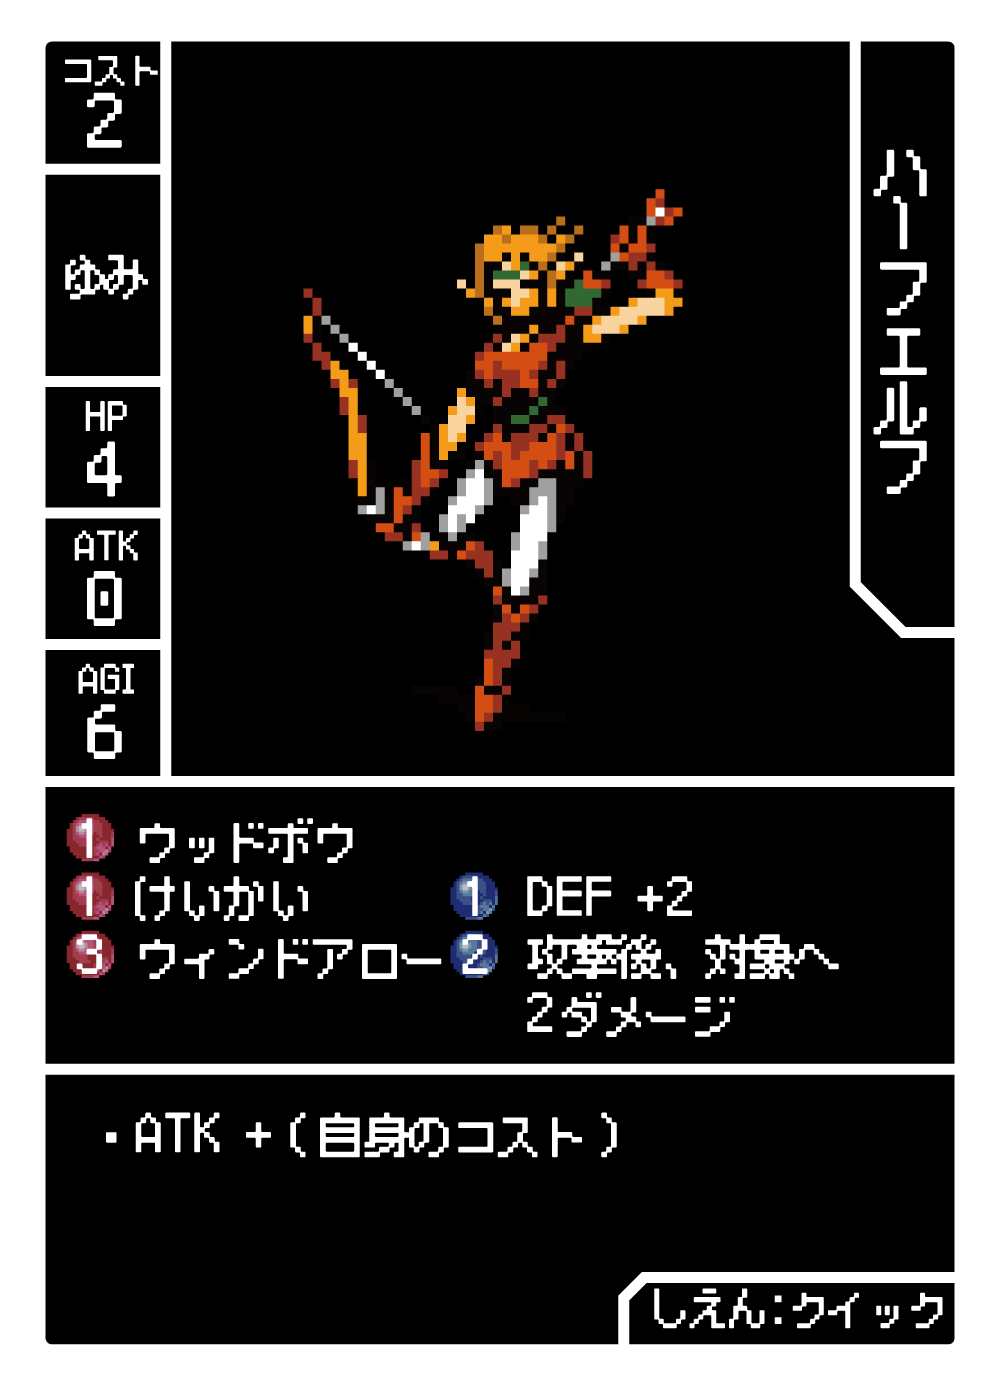 コスト
2
ゆみ
HP
4
ATK
0
AGI
6
ハーフエルフ
1 ウッドボウ
1 けいかい 1 DEF +2
3 ウィンドアロー 2 攻撃後、対象へ
2ダメージ
・ATK +(自身のコスト)
しえん:クイック